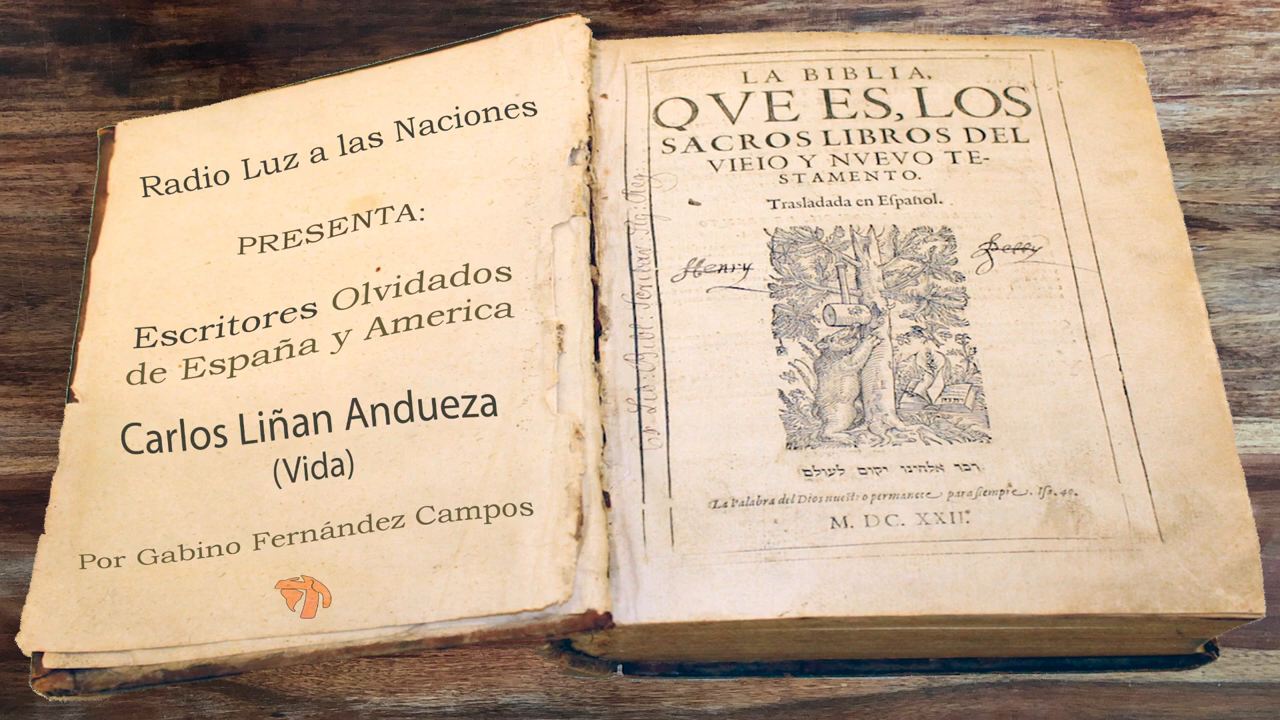 Radio Luz a las Naciones
PRESENTA:
Escritores Olvidados
de España y America
Carlos Liñan Andueza
(Vida)
Por Gabino Fernández Campos
LA BIBLIA,
QVE ES, LOS
SACROS LIBROS DEL
VIEIO Y NVEVO TE-
STAMENTO.
Trasladada en Español.
Henry
דבר אלהינו יקום לעולם
La Palabra del Dios nuestro permanece para siempre. Isa. 40.
M. DC. XXII.